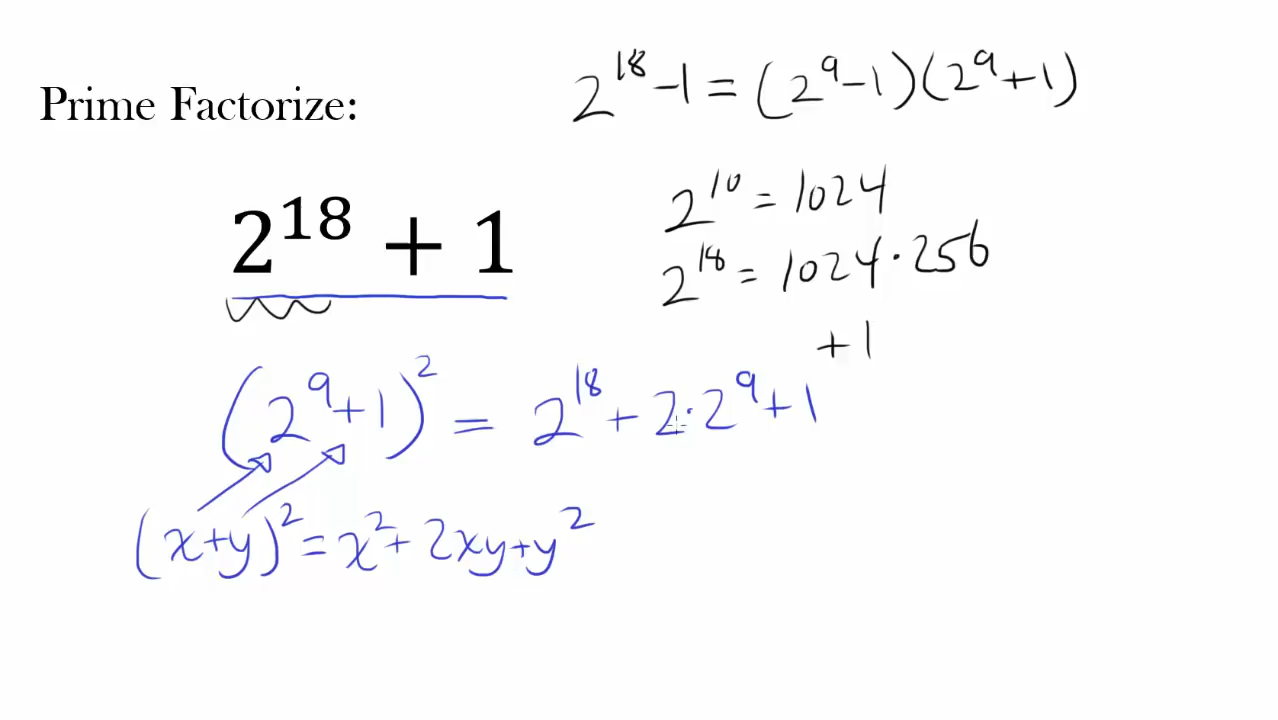 2^18 - 1 = (2^9 - 1)(2^9 + 1)
Prime Factorize:
2^10 = 1024
2^18 + 1
2^18 = 1024 · 256
+ 1
(2^9 + 1)^2 = 2^18 + 2 · 2^9 + 1
(x + y)^2 = x^2 + 2xy + y^2